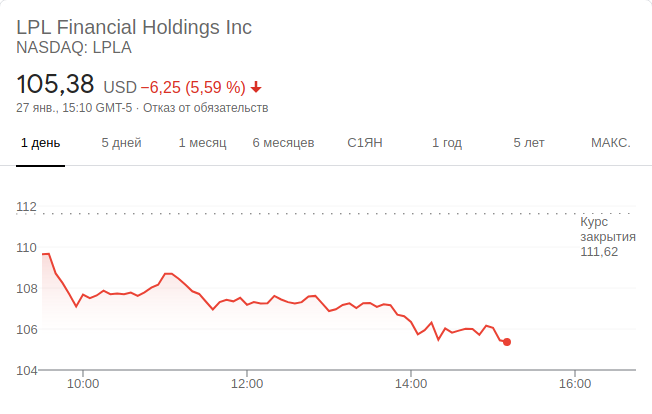 LPL Financial Holdings Inc
NASDAQ: LPLA
105,38 USD −6,25 (5,59 %)
27 янв., 15:10 GMT-5 · Отказ от обязательств
1 день 5 дней 1 месяц 6 месяцев С1ЯН 1 год 5 лет МАКС.
112
Курс
закрытия
111,62
110
108
106
104
10:00 12:00 14:00 16:00